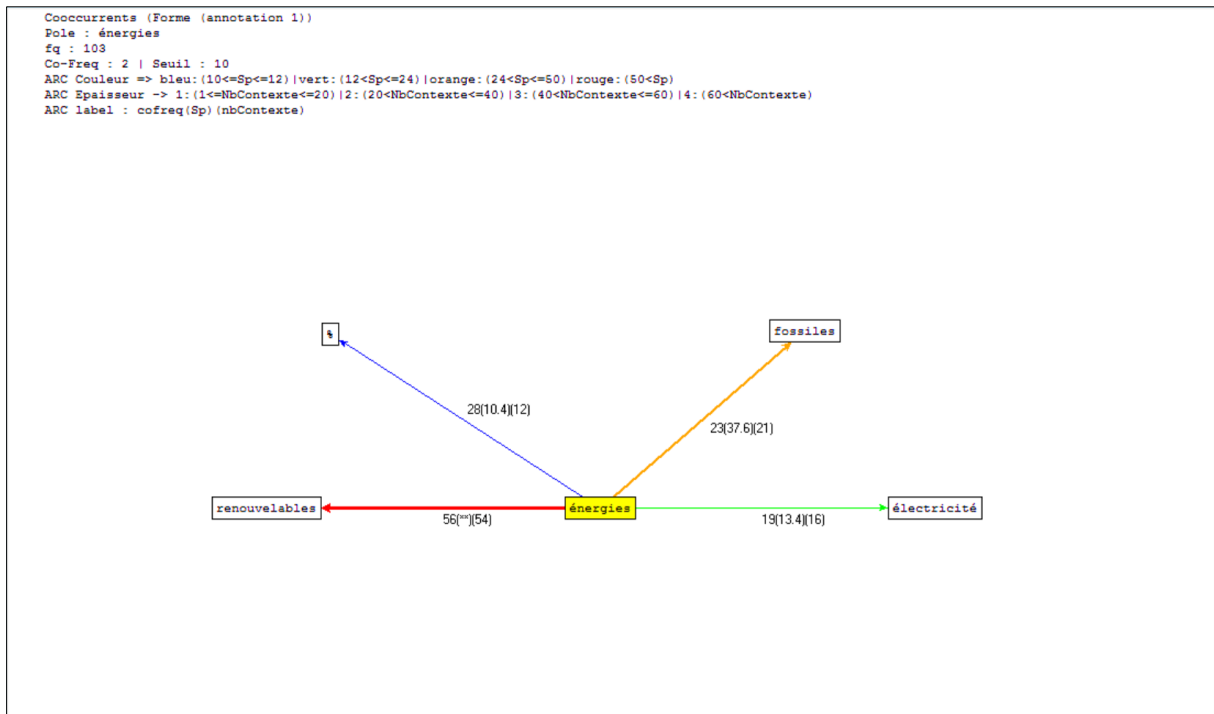 Cooccurrents (Forme (annotation 1))
Pole : énergies
fq : 103
Co-Freq : 2 | Seuil : 10
ARC Couleur => bleu:(10<=Sp<=12)|vert:(12<Sp<=24)|orange:(24<Sp<=50)|rouge:(50<Sp)
ARC Epaisseur -> 1:(1<=NbContexte<=20)|2:(20<NbContexte<=40)|3:(40<NbContexte<=60)|4:(60<NbContexte)
ARC label : cofreq(Sp)(nbContexte)
%
fossiles
28(10.4)(12)
23(37.6)(21)
renouvelables
énergies
électricité
56(**)(54)
19(13.4)(16)